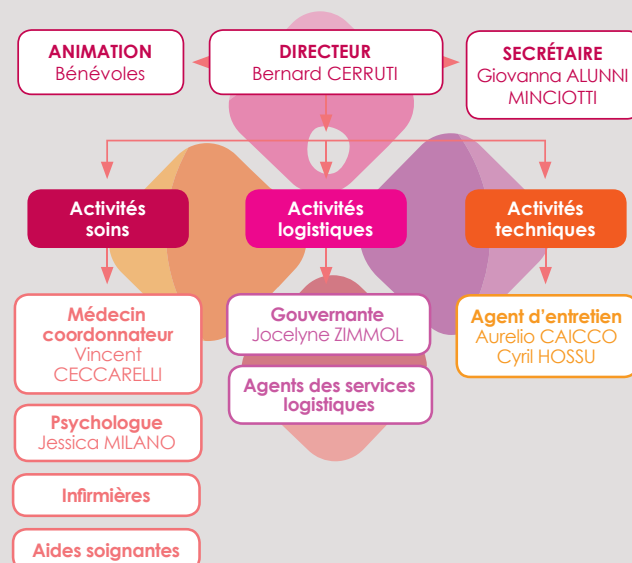 ANIMATION
Bénévoles
DIRECTEUR
Bernard CERRUTI
SECRÉTAIRE
Giovanna ALUNNI
MINCIOTTI
Activités
soins
Activités
logistiques
Activités
techniques
Médecin
coordonnateur
Vincent
CECCARELLI
Psychologue
Jessica MILANO
Infirmières
Aides soignantes
Gouvernante
Jocelyne ZIMMOL
Agents des services
logistiques
Agent d'entretien
Aurelio CAICCO
Cyril HOSSU